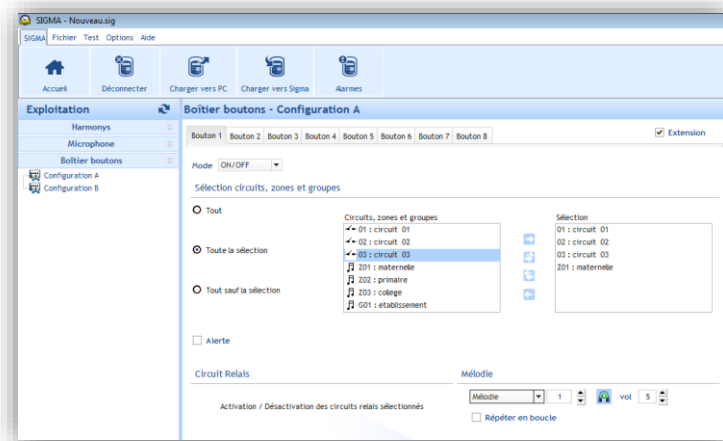 SIGMA - Nouveau.sig
SIGMA Fichier Test Options Aide
Accueil Déconnecter Charger vers PC Charger vers Sigma Alarmes
Exploitation
Harmonys
Microphone
Boîtier boutons
Configuration A
Configuration B
Boîtier boutons - Configuration A
Bouton 1 Bouton 2 Bouton 3 Bouton 4 Bouton 5 Bouton 6 Bouton 7 Bouton 8
Extension
Mode ON/OFF
Sélection circuits, zones et groupes
Tout
Toute la sélection
Tout sauf la sélection
Circuits, zones et groupes
01 : circuit 01
02 : circuit 02
03 : circuit 03
Z01 : maternelle
Z02 : primaire
Z03 : college
G01 : etablissement
Sélection
01 : circuit 01
02 : circuit 02
03 : circuit 03
Z01 : maternelle
Alerte
Circuit Relais
Activation / Désactivation des circuits relais sélectionnés
Mélodie
Mélodie 1 vol 5
Répéter en boucle